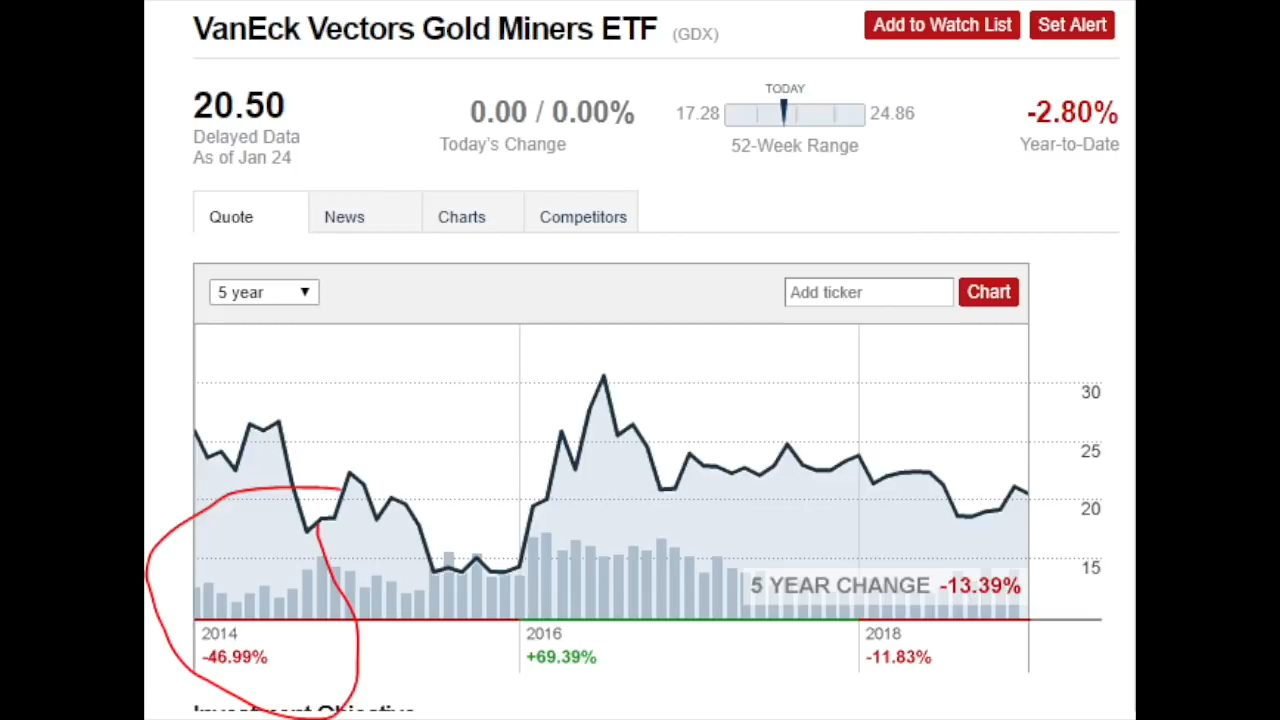 VanEck Vectors Gold Miners ETF (GDX)
Add to Watch List
Set Alert
20.50
Delayed Data
As of Jan 24
0.00 / 0.00%
Today's Change
TODAY
17.28
24.86
52-Week Range
-2.80%
Year-to-Date
Quote
News
Charts
Competitors
5 year
Add ticker
Chart
30
25
20
15
5 YEAR CHANGE -13.39%
2014
-46.99%
2016
+69.39%
2018
-11.83%
Investment Objective